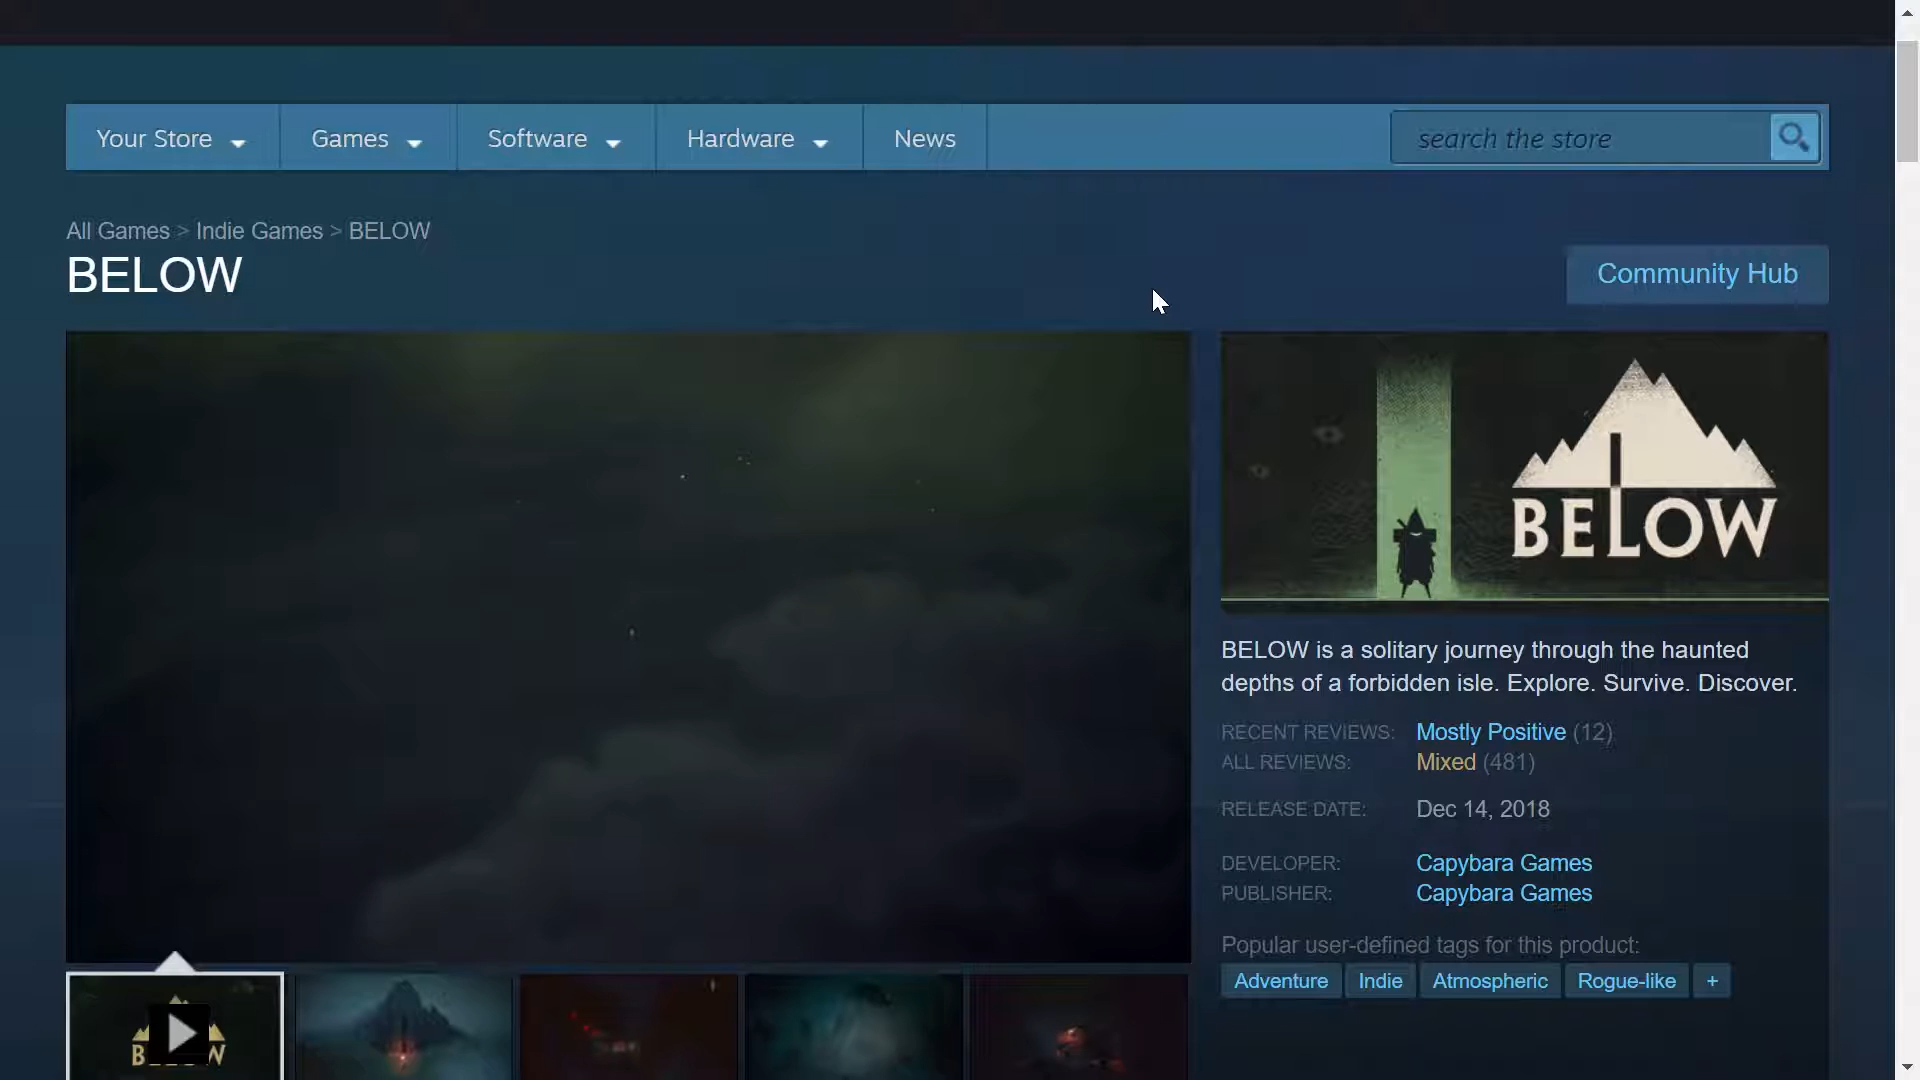 Your Store
Games
Software
Hardware
News
search the store
All Games > Indie Games > BELOW
BELOW
Community Hub
BELOW
BELOW is a solitary journey through the haunted
depths of a forbidden isle. Explore. Survive. Discover.
RECENT REVIEWS: Mostly Positive (12)
ALL REVIEWS: Mixed (481)
RELEASE DATE: Dec 14, 2018
DEVELOPER: Capybara Games
PUBLISHER: Capybara Games
Popular user-defined tags for this product:
Adventure Indie Atmospheric Rogue-like +